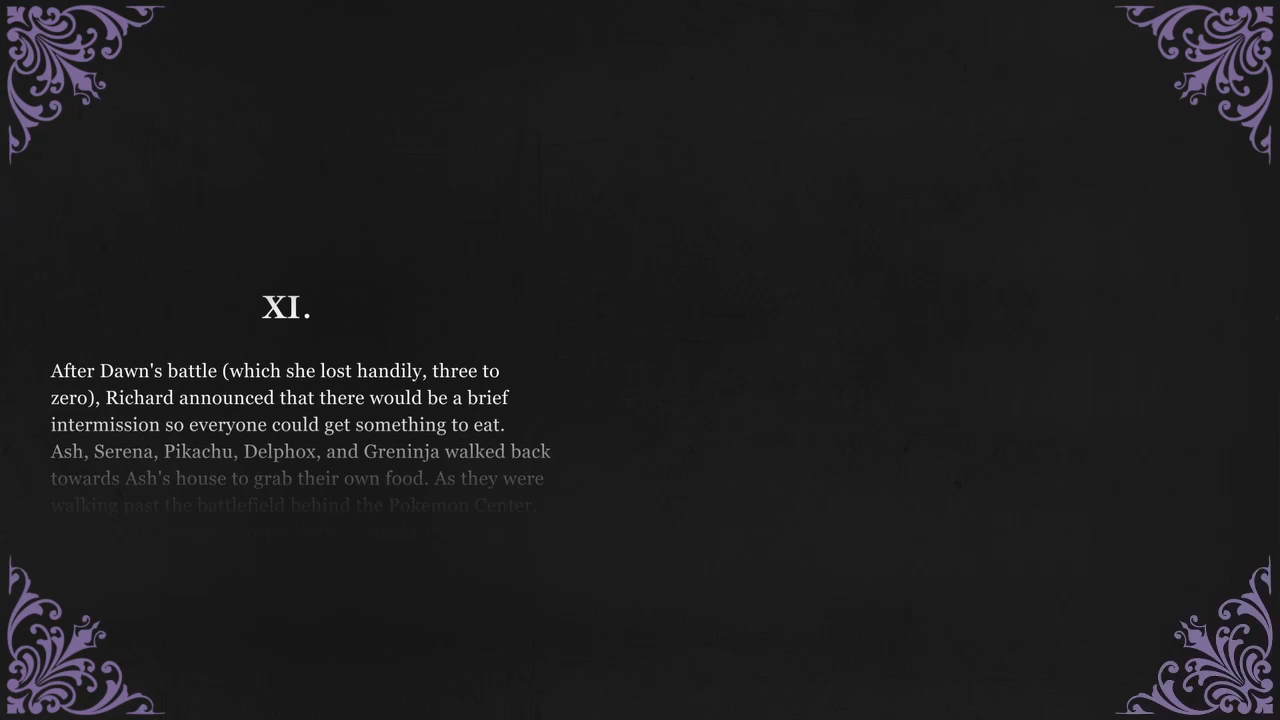 XI.
After Dawn's battle (which she lost handily, three to
zero), Richard announced that there would be a brief
intermission so everyone could get something to eat.
Ash, Serena, Pikachu, Delphox, and Greninja walked back
towards Ash's house to grab their own food. As they were
walking past the battlefield behind the Pokemon Center,